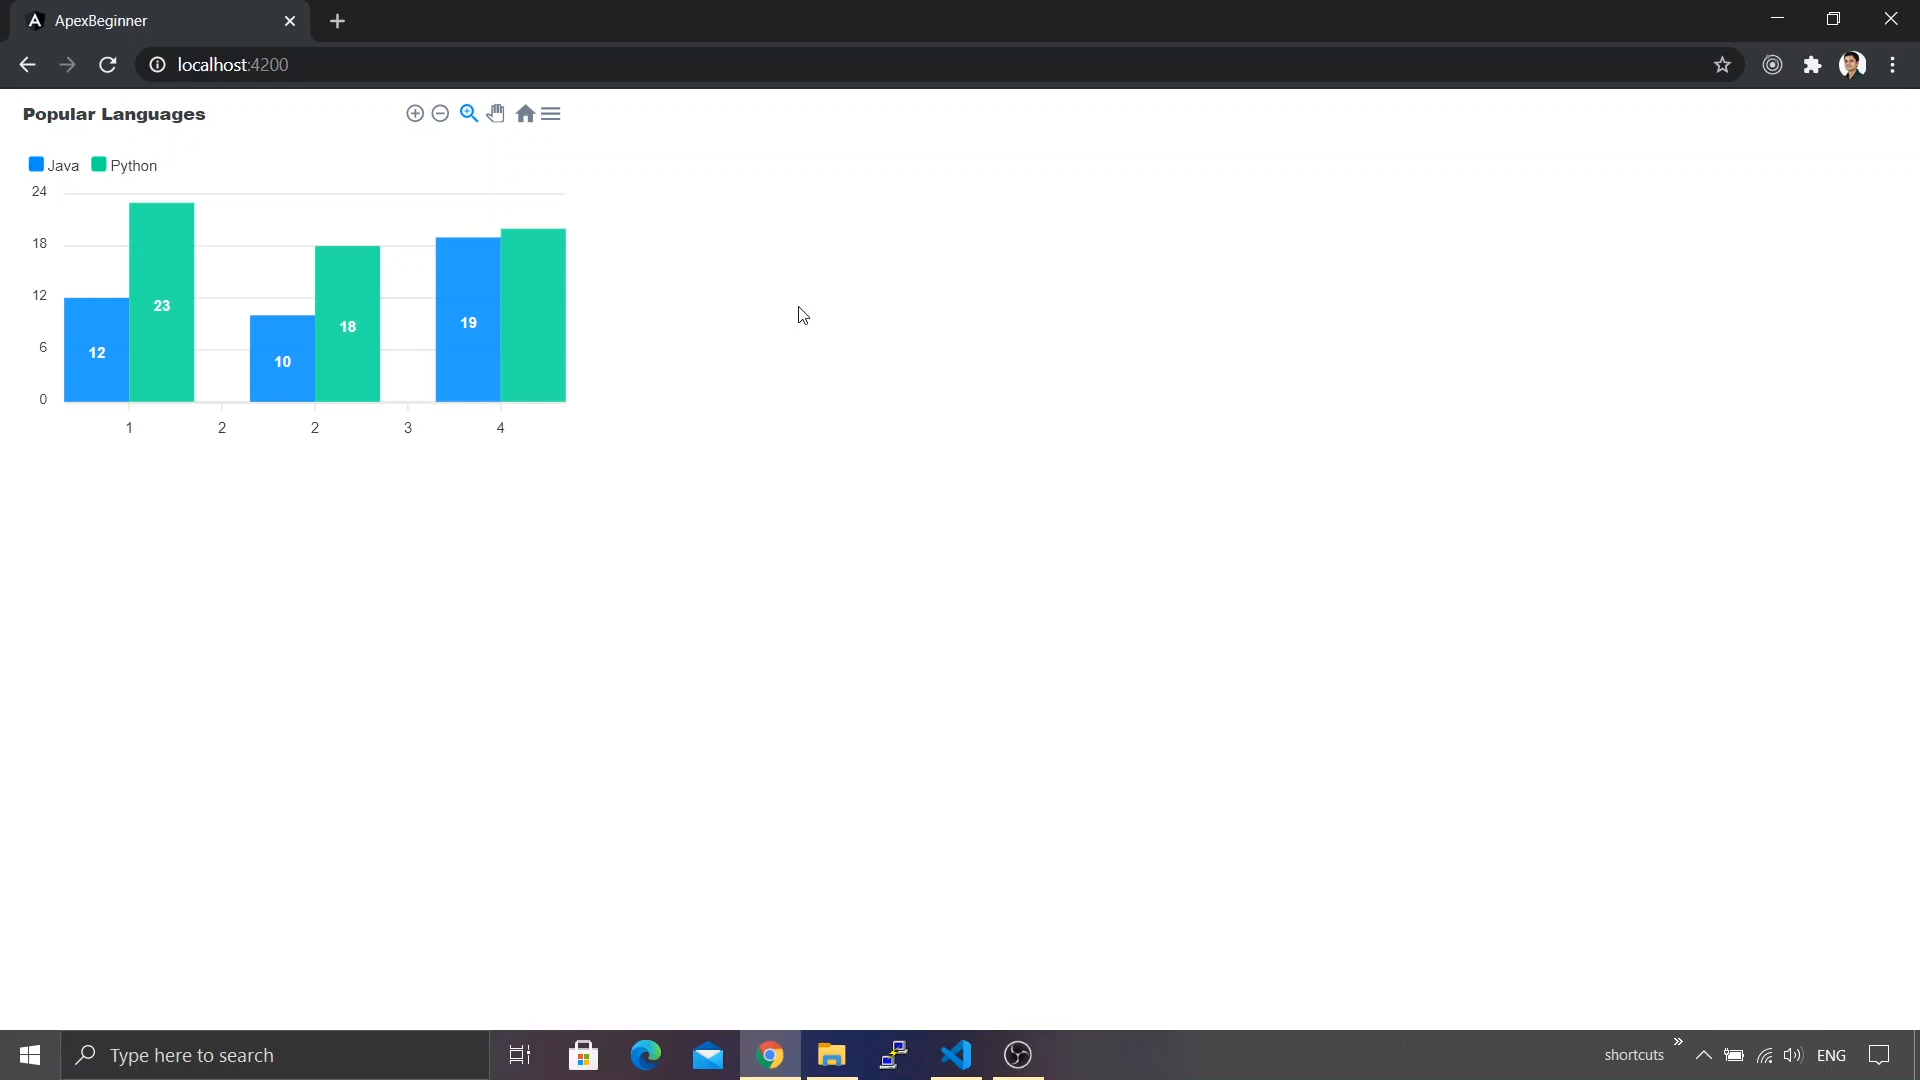 ApexBeginner
localhost:4200
Popular Languages
Java Python
24
18
12
6
0
12
23
10
18
19
1 2 2 3 4
Type here to search
shortcuts
ENG